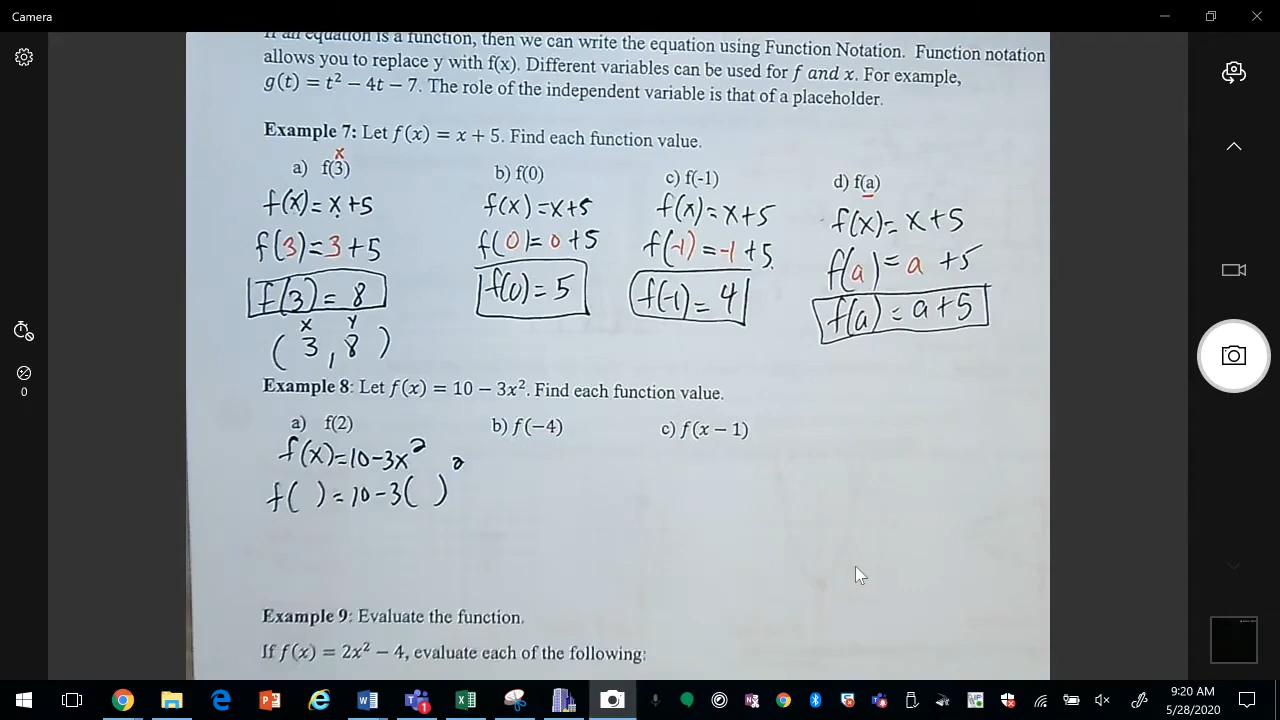 Camera
If an equation is a function, then we can write the equation using Function Notation. Function notation
allows you to replace y with f(x). Different variables can be used for f and x. For example,
g(t) = t² − 4t − 7. The role of the independent variable is that of a placeholder.
Example 7: Let f(x) = x + 5. Find each function value.
x
a) f(3) b) f(0) c) f(-1) d) f(a)
f(x)=x+5 f(x)=x+5 f(x)=x+5 f(x)=x+5
f(3)=3+5 f(0)=0+5 f(-1)=-1+5 f(a)=a+5
f(3)=8 f(0)=5 f(-1)=4 f(a)=a+5
x y
(3, 8)
Example 8: Let f(x) = 10 − 3x². Find each function value.
a) f(2) b) f(−4) c) f(x − 1)
f(x)=10-3x²
f( )=10-3( )²
Example 9: Evaluate the function.
If f(x) = 2x² − 4, evaluate each of the following:
0
1
9:20 AM
5/28/2020